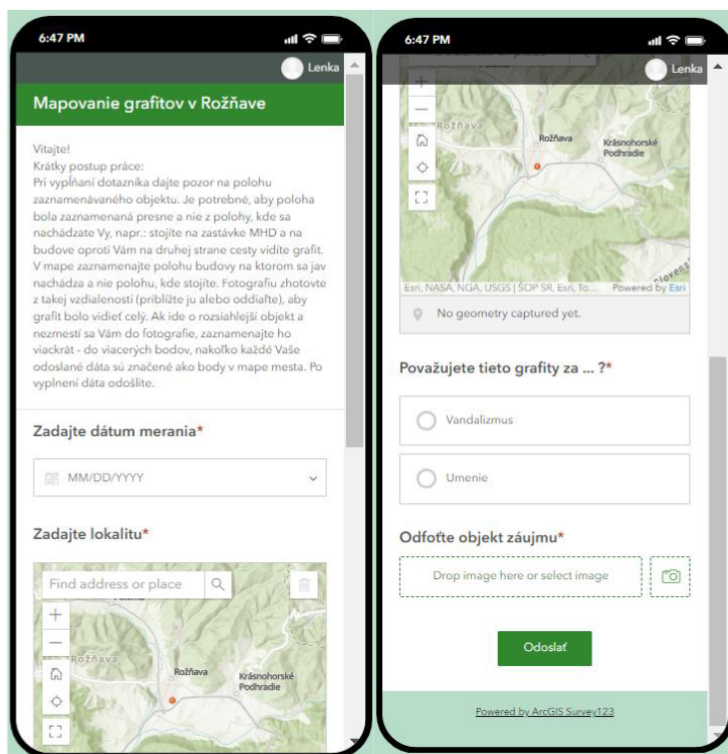 6:47 PM
Lenka
Mapovanie grafitov v Rožňave
Vitajte!
Krátky postup práce:
Pri vypĺňaní dotazníka dajte pozor na polohu
zaznamenávaného objektu. Je potrebné, aby poloha
bola zaznamenaná presne a nie z polohy, kde sa
nachádzate Vy, napr.: stojíte na zastávke MHD a na
budove oproti Vám na druhej strane cesty vidíte grafit.
V mape zaznamenajte polohu budovy na ktorom sa jav
nachádza a nie polohu, kde stojíte. Fotografiu zhotovte
z takej vzdialenosti (priblížte ju alebo oddiaľte), aby
grafit bolo vidieť celý. Ak ide o rozsiahlejší objekt a
nezmestí sa Vám do fotografie, zaznamenajte ho
viackrát - do viacerých bodov, nakoľko každé Vaše
odoslané dáta sú značené ako body v mape mesta. Po
vyplnení dáta odošlite.
Zadajte dátum merania*
MM/DD/YYYY
Zadajte lokalitu*
Find address or place
Rožňava
Rožňava
Krásnohorské
Podhradie
6:47 PM
Lenka
Rožňava
Rožňava
Krásnohorské
Podhradie
Esri, NASA, NGA, USGS | ŠOP SR, Esri, To... Powered by Esri
No geometry captured yet.
Považujete tieto grafity za ... ?*
Vandalizmus
Umenie
Odfoťte objekt záujmu*
Drop image here or select image
Odoslať
Powered by ArcGIS Survey123